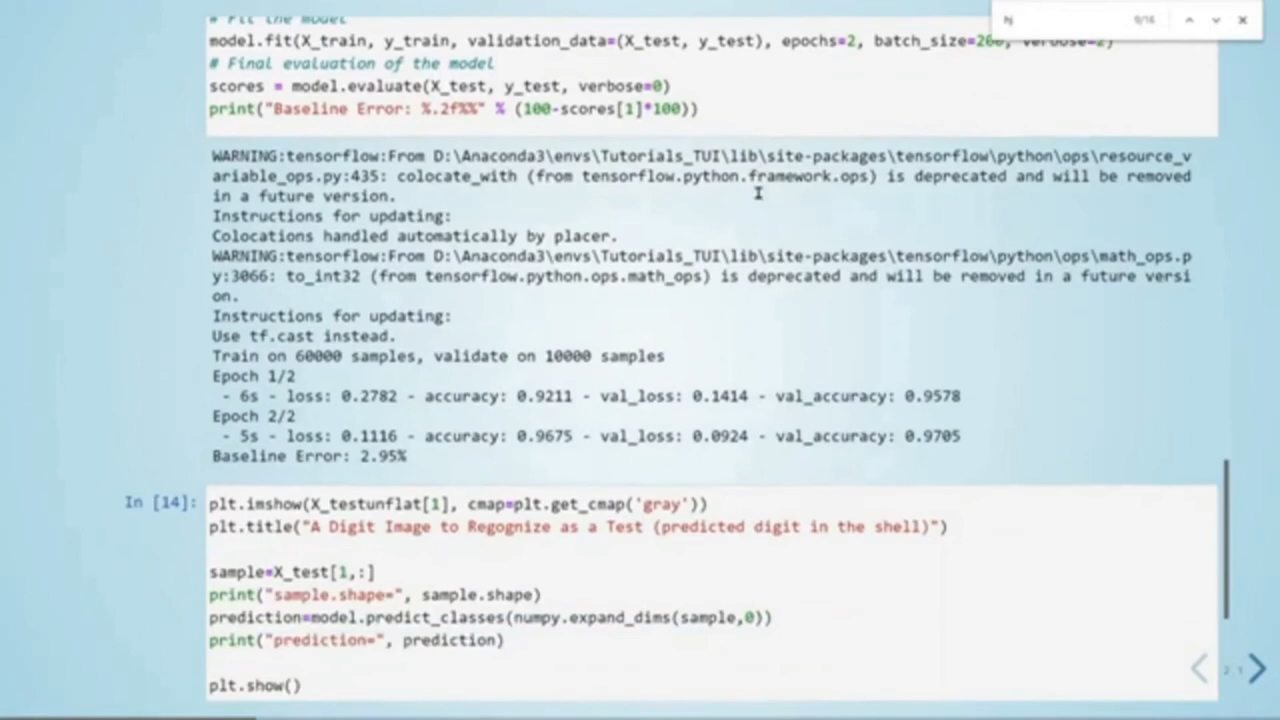 # Fit the model
model.fit(X_train, y_train, validation_data=(X_test, y_test), epochs=2, batch_size=200, verbose=2)
# Final evaluation of the model
scores = model.evaluate(X_test, y_test, verbose=0)
print("Baseline Error: %.2f%%" % (100-scores[1]*100))
WARNING:tensorflow:From D:\Anaconda3\envs\Tutorials_TUI\lib\site-packages\tensorflow\python\ops\resource_v
ariable_ops.py:435: colocate_with (from tensorflow.python.framework.ops) is deprecated and will be removed
in a future version.
Instructions for updating:
Colocations handled automatically by placer.
WARNING:tensorflow:From D:\Anaconda3\envs\Tutorials_TUI\lib\site-packages\tensorflow\python\ops\math_ops.p
y:3066: to_int32 (from tensorflow.python.ops.math_ops) is deprecated and will be removed in a future versi
on.
Instructions for updating:
Use tf.cast instead.
Train on 60000 samples, validate on 10000 samples
Epoch 1/2
- 6s - loss: 0.2782 - accuracy: 0.9211 - val_loss: 0.1414 - val_accuracy: 0.9578
Epoch 2/2
- 5s - loss: 0.1116 - accuracy: 0.9675 - val_loss: 0.0924 - val_accuracy: 0.9705
Baseline Error: 2.95%
In [14]: plt.imshow(X_testunflat[1], cmap=plt.get_cmap('gray'))
plt.title("A Digit Image to Regognize as a Test (predicted digit in the shell)")
sample=X_test[1,:]
print("sample.shape=", sample.shape)
prediction=model.predict_classes(numpy.expand_dims(sample,0))
print("prediction=", prediction)
plt.show()